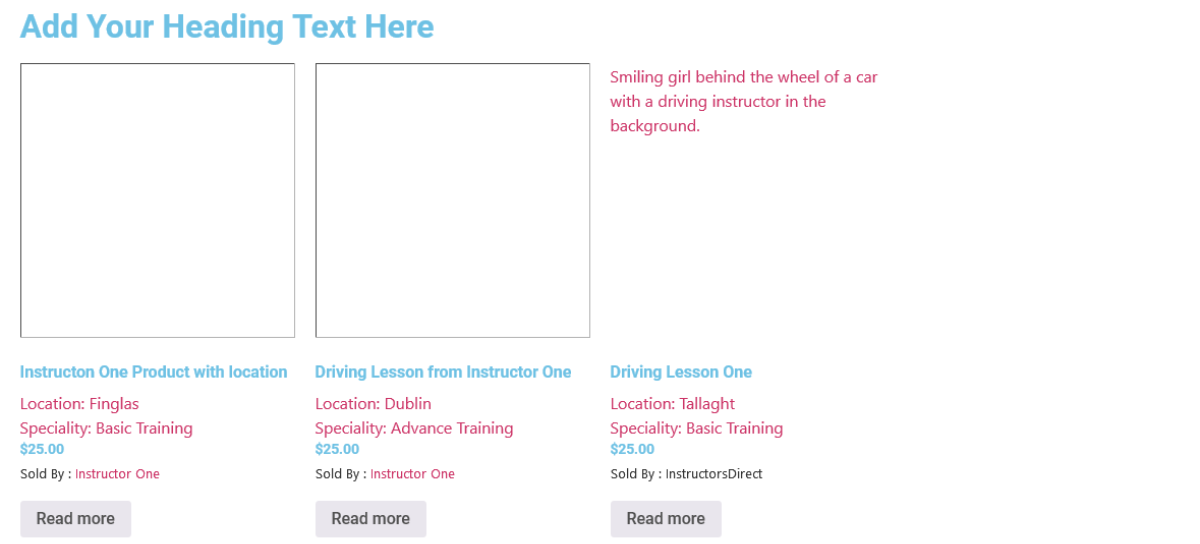 Add Your Heading Text Here
Smiling girl behind the wheel of a car
with a driving instructor in the
background.
Instructon One Product with location
Location: Finglas
Speciality: Basic Training
$25.00
Sold By : Instructor One
Read more
Driving Lesson from Instructor One
Location: Dublin
Speciality: Advance Training
$25.00
Sold By : Instructor One
Read more
Driving Lesson One
Location: Tallaght
Speciality: Basic Training
$25.00
Sold By : InstructorsDirect
Read more